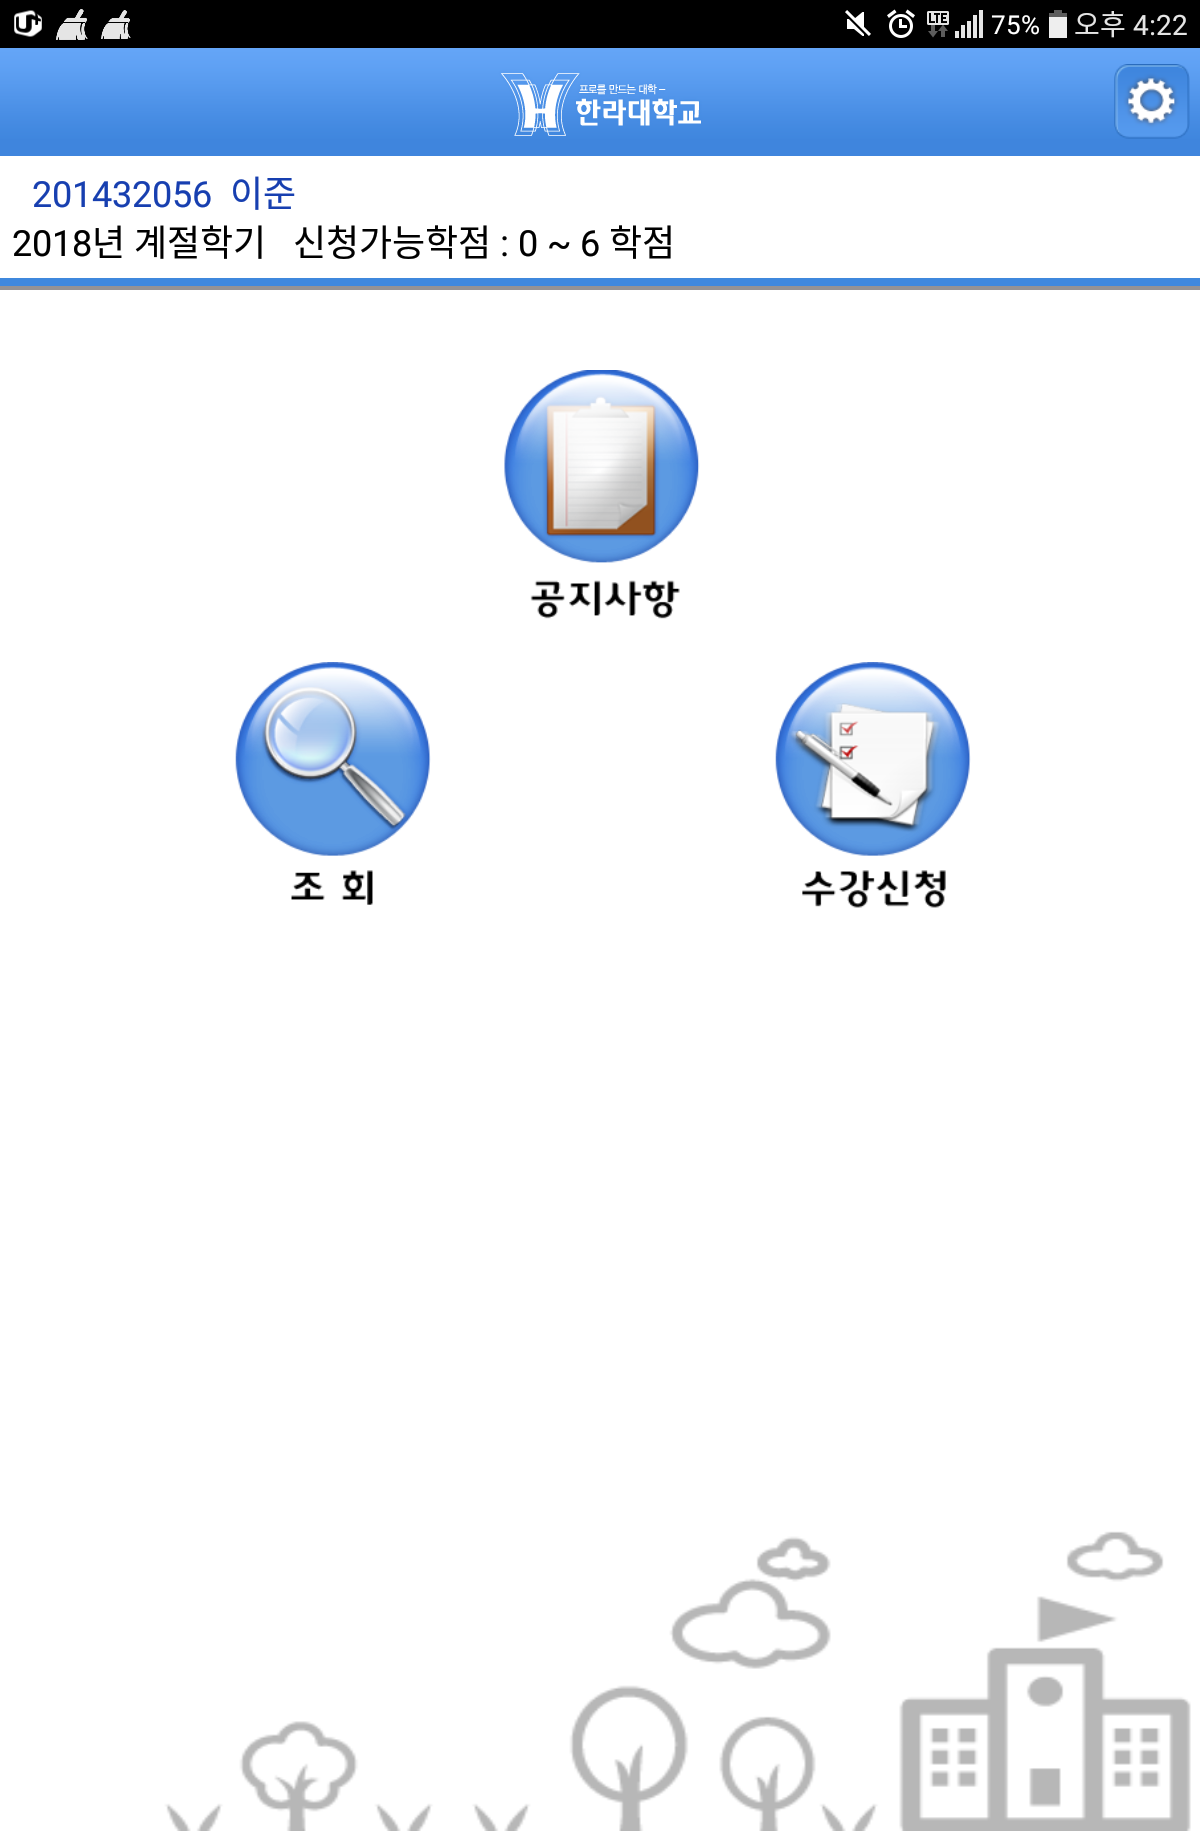 LTE 75% 오후 4:22
프로를 만드는 대학
한라대학교
201432056 이준
2018년 계절학기 신청가능학점 : 0 ~ 6 학점
공지사항
조 회 수강신청